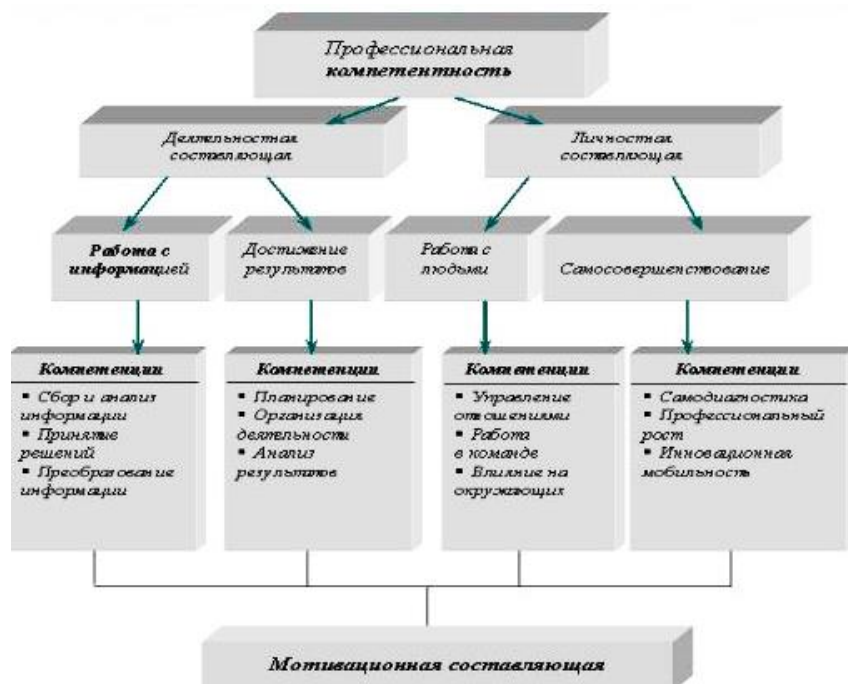 Профессиональная
компетентность
Деятельностная
составляющая
Личностная
составляющая
Работа с
информацией
Достижение
результатов
Работа с
людьми
Самосовершенствование
Компетенции
▪ Сбор и анализ
информации
▪ Принятие
решений
▪ Преобразование
информации
Компетенции
▪ Планирование
▪ Организация
деятельности
▪ Анализ
результатов
Компетенции
▪ Управление
отношениями
▪ Работа
в команде
▪ Влияние на
окружающих
Компетенции
▪ Самодиагностика
▪ Профессиональный
рост
▪ Инновационная
мобильность
Мотивационная составляющая